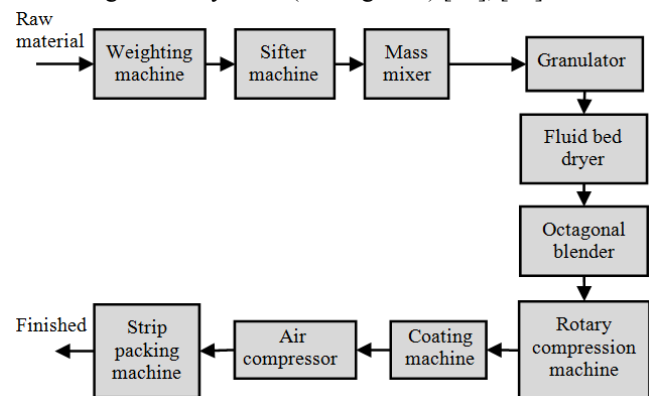 Raw
material
Weighting
machine
Sifter
machine
Mass
mixer
Granulator
Fluid bed
dryer
Octagonal
blender
Rotary
compression
machine
Coating
machine
Air
compressor
Strip
packing
machine
Finished